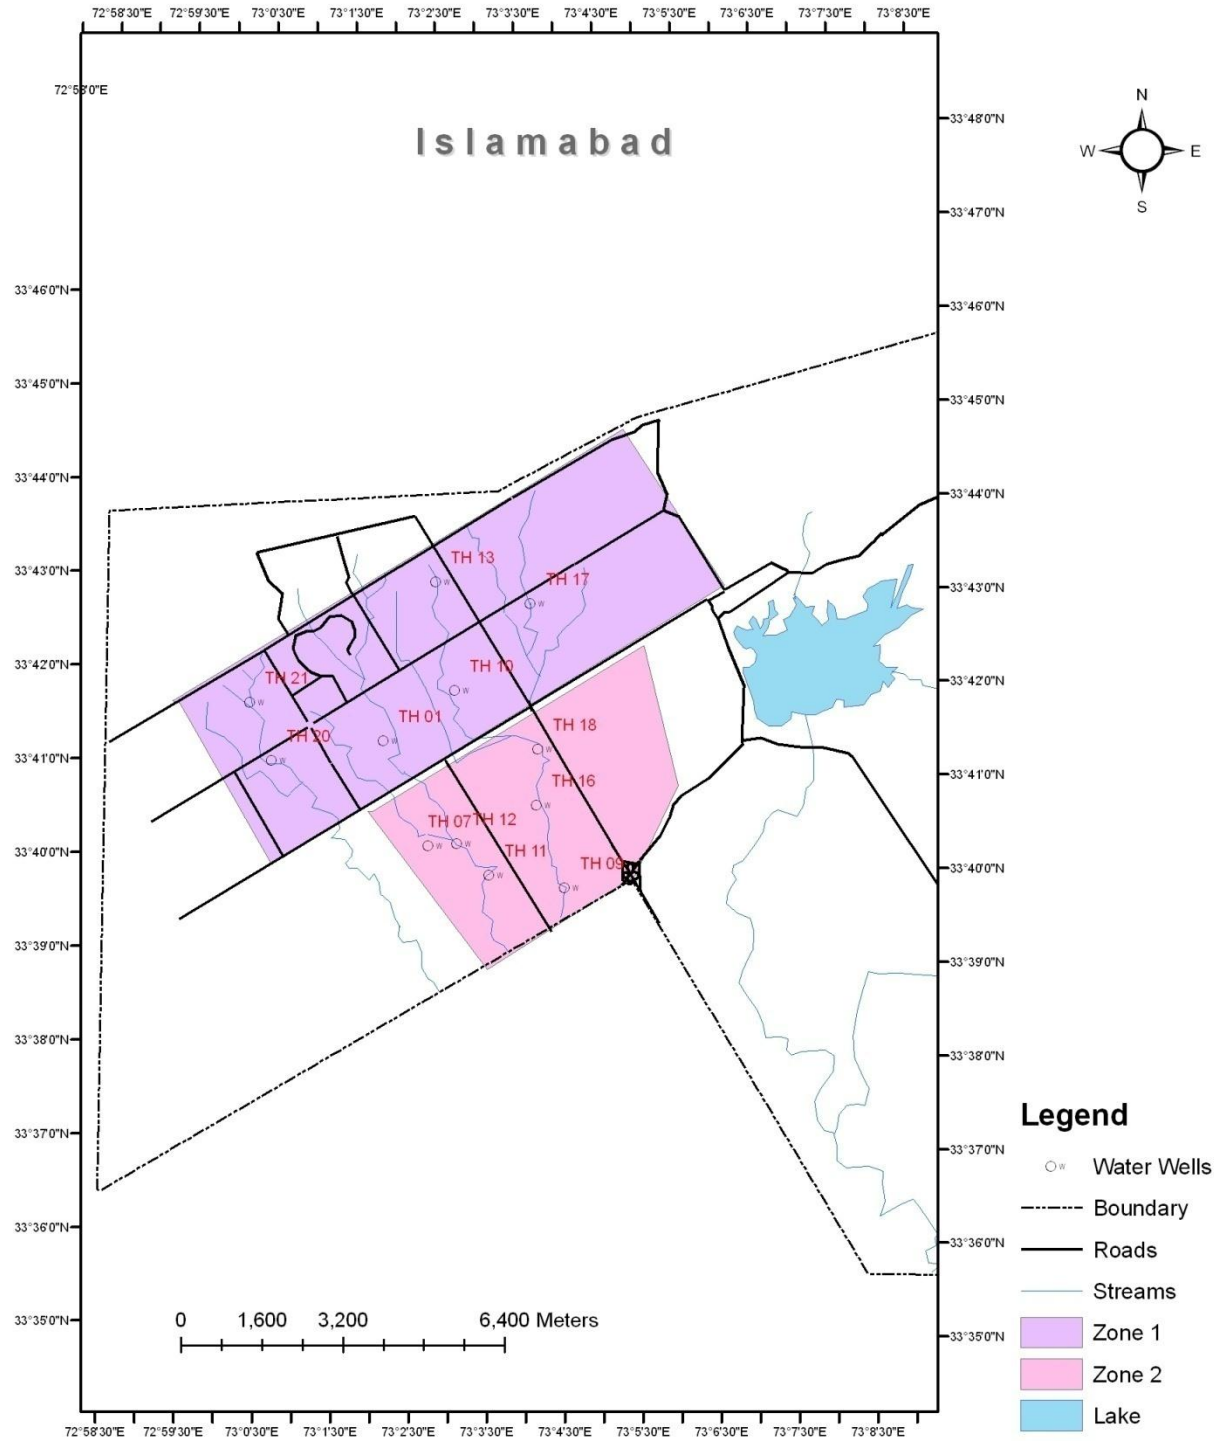 72°58'30"E 72°59'30"E 73°0'30"E 73°1'30"E 73°2'30"E 73°3'30"E 73°4'30"E 73°5'30"E 73°6'30"E 73°7'30"E 73°8'30"E
72°58'0"E
Islamabad
N
W E
S
33°48'0"N
33°47'0"N
33°46'0"N
33°46'0"N
33°45'0"N
33°45'0"N
33°44'0"N
33°44'0"N
TH 13
33°43'0"N
TH 17
33°43'0"N
W
W
33°42'0"N
TH 10
TH 21
33°42'0"N
W
W
TH 01
TH 18
TH 20
W
W
33°41'0"N
W
33°41'0"N
TH 16
W
TH 07
TH 12
W
W
33°40'0"N
TH 11
TH 09
33°40'0"N
W
W
33°39'0"N
33°39'0"N
33°38'0"N
33°38'0"N
33°37'0"N
33°37'0"N
33°36'0"N
33°36'0"N
33°35'0"N
33°35'0"N
0 1,600 3,200 6,400 Meters
Legend
W Water Wells
Boundary
Roads
Streams
Zone 1
Zone 2
Lake
72°58'30"E 72°59'30"E 73°0'30"E 73°1'30"E 73°2'30"E 73°3'30"E 73°4'30"E 73°5'30"E 73°6'30"E 73°7'30"E 73°8'30"E